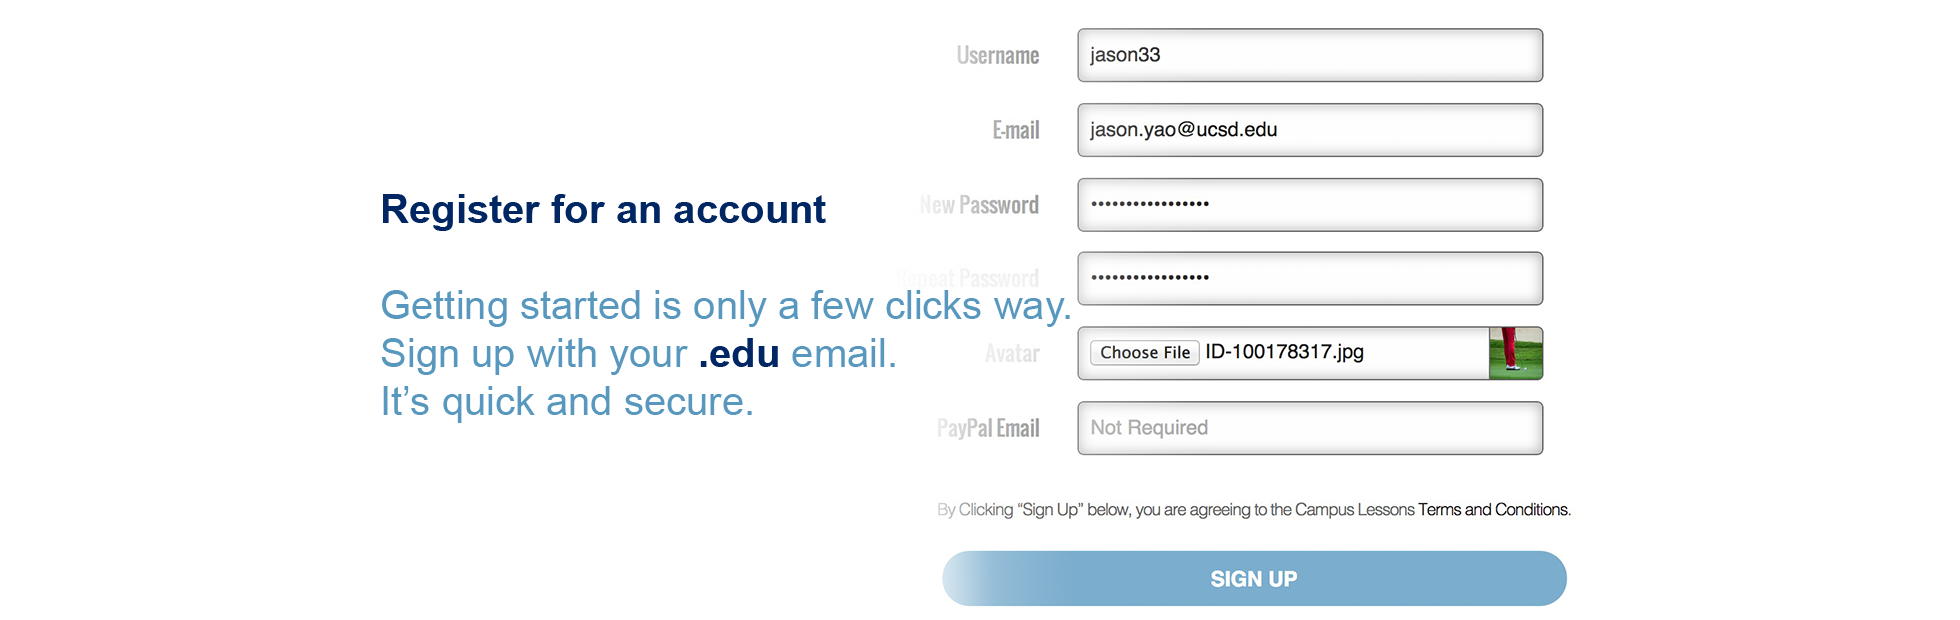 Register for an account
Getting started is only a few clicks way.
Sign up with your .edu email.
It’s quick and secure.
Username
jason33
E-mail
jason.yao@ucsd.edu
New Password
•••••••••••••••••
Repeat Password
•••••••••••••••••
Avatar
Choose File ID-100178317.jpg
PayPal Email
Not Required
By Clicking “Sign Up” below, you are agreeing to the Campus Lessons Terms and Conditions.
SIGN UP